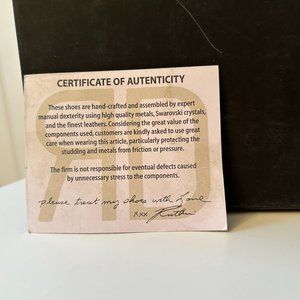 CERTIFICATE OF AUTENTICITY
These shoes are hand-crafted and assembled by expert
manual dexterity using high quality metals, Swarovski crystals,
and the finest leathers. Considering the great value of the
components used, customers are kindly asked to use great
care when wearing this article, particularly protecting the
studding and metals from friction or pressure.
The firm is not responsible for eventual defects caused
by unnecessary stress to the components.
please treat my shoes with Love
xxx